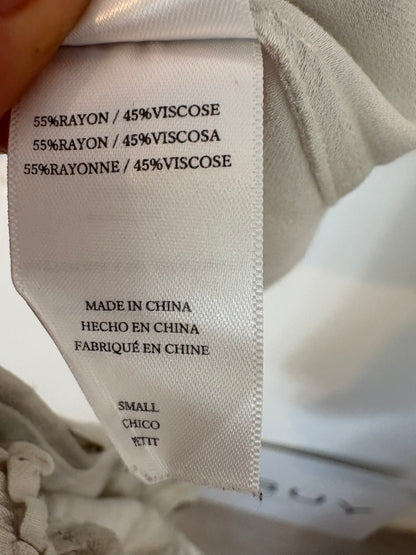 55%RAYON / 45%VISCOSE
55%RAYON / 45%VISCOSA
55%RAYONNE / 45%VISCOSE
MADE IN CHINA
HECHO EN CHINA
FABRIQUÉ EN CHINE
SMALL
CHICO
PETIT